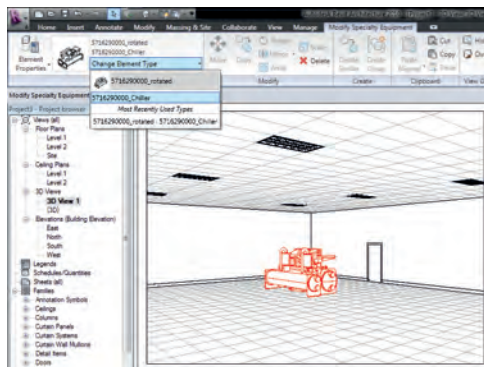 Home Insert Annotate Modify Massing & Site Collaborate View Manage Modify Specialty Equipment
Element
Properties
5716290000_rotated
5716290000_Chiller
Change Element Type
Move Copy
Delete
Modify
Create
Clipboard
View G
Cut
Copy
Modify Specialty Equipment
5716290000_rotated
5716290000_Chiller
Most Recently Used Types
5716290000_rotated : 5716290000_Chiller
Project3 - Project browser
Views (all)
Floor Plans
Level 1
Level 2
Site
Ceiling Plans
Level 1
Level 2
3D Views
3D View 1
{3D}
Elevations (Building Elevation)
East
North
South
West
Legends
Schedules/Quantities
Sheets (all)
Families
Annotation Symbols
Ceilings
Columns
Curtain Panels
Curtain Systems
Curtain Wall Mullions
Detail Items
Doors